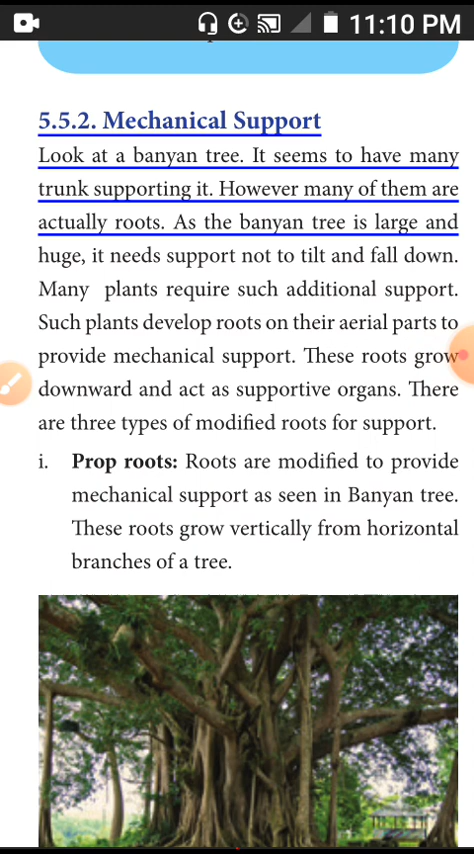 11:10 PM
5.5.2. Mechanical Support
Look at a banyan tree. It seems to have many
trunk supporting it. However many of them are
actually roots. As the banyan tree is large and
huge, it needs support not to tilt and fall down.
Many plants require such additional support.
Such plants develop roots on their aerial parts to
provide mechanical support. These roots grow
downward and act as supportive organs. There
are three types of modified roots for support.
i. Prop roots: Roots are modified to provide
mechanical support as seen in Banyan tree.
These roots grow vertically from horizontal
branches of a tree.